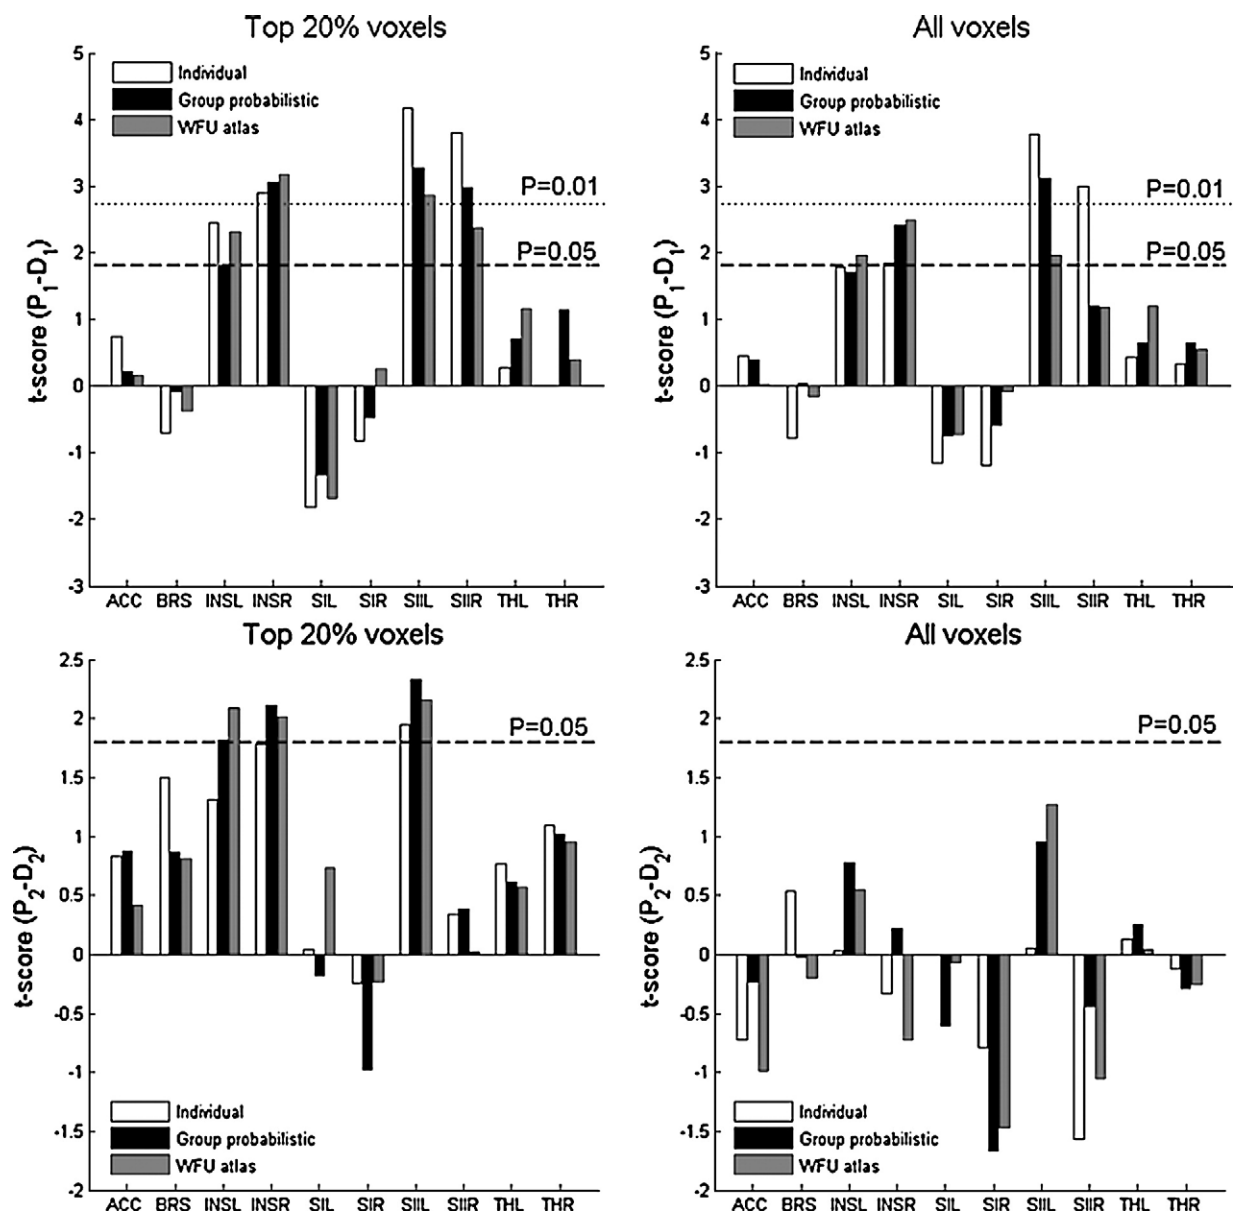 Top 20% voxels
5
4
3
2
1
0
-1
-2
-3
t-score (P1-D1)
Individual
Group probabilistic
WFU atlas
P=0.01
P=0.05
ACC BRS INSL INSR SIL SIR SIIL SIIR THL THR
All voxels
5
4
3
2
1
0
-1
-2
-3
t-score (P1-D1)
Individual
Group probabilistic
WFU atlas
P=0.01
P=0.05
ACC BRS INSL INSR SIL SIR SIIL SIIR THL THR
Top 20% voxels
2.5
2
1.5
1
0.5
0
-0.5
-1
-1.5
-2
t-score (P2-D2)
P=0.05
Individual
Group probabilistic
WFU atlas
ACC BRS INSL INSR SIL SIR SIIL SIIR THL THR
All voxels
2.5
2
1.5
1
0.5
0
-0.5
-1
-1.5
-2
t-score (P2-D2)
P=0.05
Individual
Group probabilistic
WFU atlas
ACC BRS INSL INSR SIL SIR SIIL SIIR THL THR